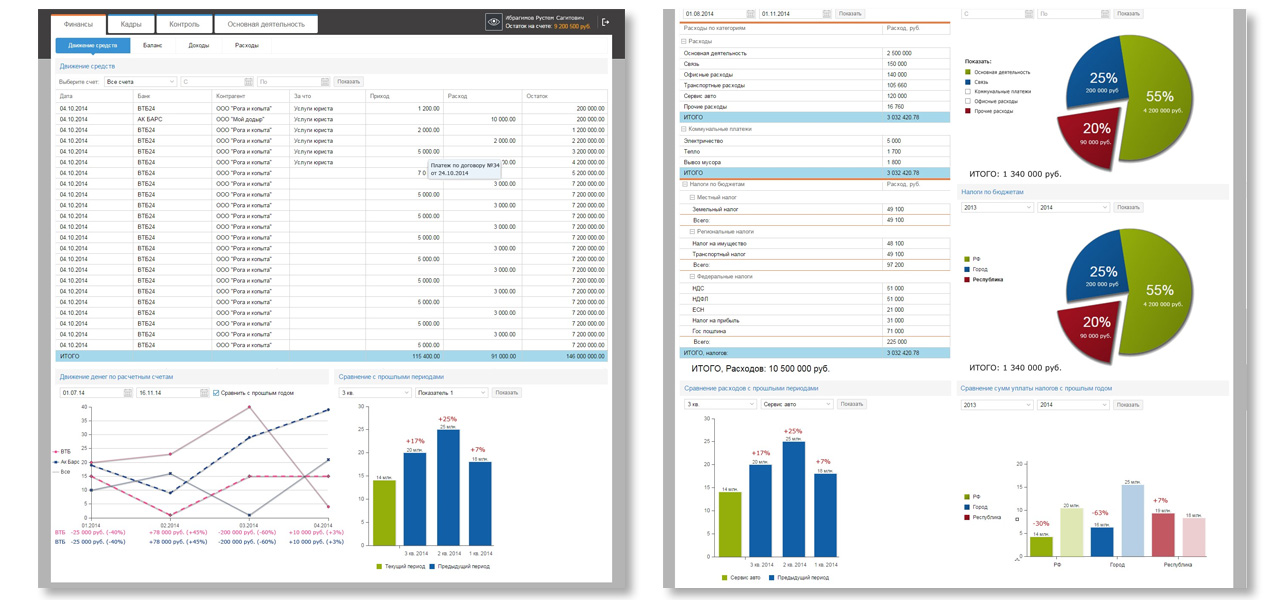 Финансы Кадры Контроль Основная деятельность
Ибрагимов Рустем Сагитович
Остаток на счете: 9 200 500 руб
Движение средств Баланс Доходы Расходы
Движение средств
Выберите счет: Все счета С По Показать
Дата Банк Контрагент За что Приход Расход Остаток
04.10.2014 ВТБ24 ООО "Рога и копыта" Услуги юриста 1 200.00 200 000.00
04.10.2014 АК БАРС ООО "Мой додыр" Услуги юриста 10 000.00 200 000.00
04.10.2014 ВТБ24 ООО "Рога и копыта" Услуги юриста 2 000.00 1 200 000.00
04.10.2014 ВТБ24 ООО "Рога и копыта" Услуги юриста 2 000.00 2 200 000.00
04.10.2014 ВТБ24 ООО "Рога и копыта" Услуги юриста 5 000.00 3 200 000.00
04.10.2014 ВТБ24 ООО "Рога и копыта" Услуги юриста 00.00 4 200 000.00
Платеж по договору №34
от 24.10.2014
04.10.2014 ВТБ24 ООО "Рога и копыта" 7 0 5 200 000.00
04.10.2014 ВТБ24 ООО "Рога и копыта" 3 000.00 7 200 000.00
04.10.2014 ВТБ24 ООО "Рога и копыта" 5 000.00 7 200 000.00
04.10.2014 ВТБ24 ООО "Рога и копыта" 3 000.00 7 200 000.00
04.10.2014 ВТБ24 ООО "Рога и копыта" 5 000.00 7 200 000.00
04.10.2014 ВТБ24 ООО "Рога и копыта" 3 000.00 7 200 000.00
04.10.2014 ВТБ24 ООО "Рога и копыта" 5 000.00 7 200 000.00
04.10.2014 ВТБ24 ООО "Рога и копыта" 3 000.00 7 200 000.00
04.10.2014 ВТБ24 ООО "Рога и копыта" 5 000.00 7 200 000.00
04.10.2014 ВТБ24 ООО "Рога и копыта" 3 000.00 7 200 000.00
04.10.2014 ВТБ24 ООО "Рога и копыта" 5 000.00 7 200 000.00
04.10.2014 ВТБ24 ООО "Рога и копыта" 3 000.00 7 200 000.00
04.10.2014 ВТБ24 ООО "Рога и копыта" 5 000.00 7 200 000.00
04.10.2014 ВТБ24 ООО "Рога и копыта" 3 000.00 7 200 000.00
04.10.2014 ВТБ24 ООО "Рога и копыта" 5 000.00 7 200 000.00
04.10.2014 ВТБ24 ООО "Рога и копыта" 3 000.00 7 200 000.00
04.10.2014 ВТБ24 ООО "Рога и копыта" 5 000.00 7 200 000.00
ИТОГО 115 400.00 91 000.00 146 000 000.00
Движение денег по расчетным счетам
01.07.14 16.11.14 Сравнить с прошлым годом
40
35
30
25
20
15
10
5
0
ВТБ
Ак Барс
Все
01.2014 02.2014 03.2014 04.2014
ВТБ -25 000 руб. (-40%) +78 000 руб. (+45%) -200 000 руб. (-60%) +10 000 руб. (+3%)
ВТБ -25 000 руб. (-40%) +78 000 руб. (+45%) -200 000 руб. (-60%) +10 000 руб. (+3%)
Сравнение с прошлыми периодами
3 кв. Показатель 1 Показать
30
25
20
15
10
5
0
14 млн.
+17%
20 млн.
+25%
25 млн.
+7%
18 млн.
3 кв. 2014 2 кв. 2014 1 кв. 2014
Текущий период Предыдущий период
01.08.2014 01.11.2014 Показать
Расходы по категориям Расход, руб.
Расходы
Основная деятельность 2 500 000
Связь 150 000
Офисные расходы 140 000
Транспортные расходы 105 660
Сервис авто 120 000
Прочие расходы 16 760
ИТОГО 3 032 420.78
Коммунальные платежи
Электричество 5 000
Тепло 1 700
Вывоз мусора 1 800
ИТОГО 3 032 420.78
Налоги по бюджетам Расход, руб.
Местный налог
Земельный налог 49 100
Всего: 49 100
Региональные налоги
Налог на имущество 48 100
Транспортный налог 49 100
Всего: 97 200
Федеральные налоги
НДС 51 000
НДФЛ 51 000
ЕСН 21 000
Налог на прибыль 31 000
Гос пошлина 71 000
Всего: 225 000
ИТОГО, налогов: 3 032 420.78
ИТОГО, Расходов: 10 500 000 руб.
Сравнение расходов с прошлыми периодами
3 кв. Сервис авто Показать
30
25
20
15
10
5
0
14 млн.
+17%
20 млн.
+25%
25 млн.
+7%
18 млн.
3 кв. 2014 2 кв. 2014 1 кв. 2014
Сервис авто Предыдущий период
С По Показать
Показать:
Основная деятельность
Связь
Коммунальные платежи
Офисные расходы
Прочие расходы
25%
200 000 руб
55%
4 200 000 руб.
20%
90 000 руб.
ИТОГО: 1 340 000 руб.
Налоги по бюджетам
2013 2014 Показать
РФ
Город
Республика
25%
200 000 руб
55%
4 200 000 руб.
20%
90 000 руб.
ИТОГО: 1 340 000 руб.
Сравнение сумм уплаты налогов с прошлым годом
2013 2014 Показать
РФ
Город
Республика
20
15
10
5
0
-30%
14 млн.
20 млн.
-63%
16 млн.
25 млн.
+7%
18 млн.
РФ Город Республика